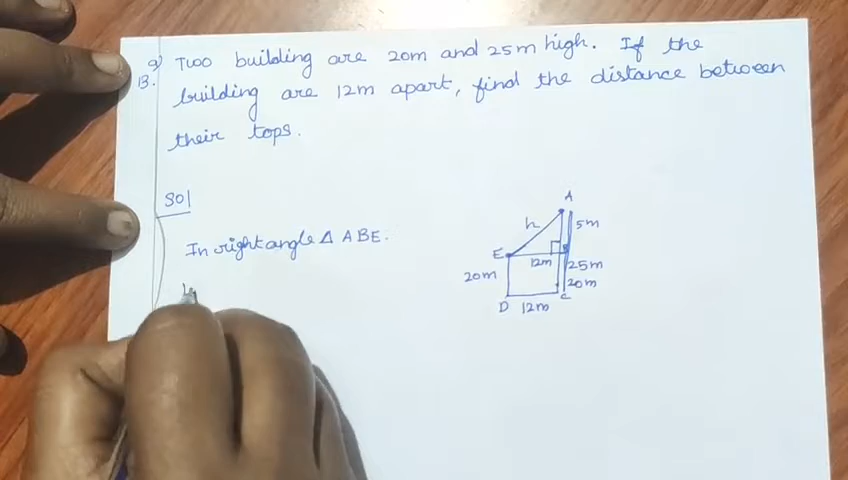 9) Two building are 20m and 25m high. If the
B.
building are 12m apart, find the distance between
their tops.
Sol
In right angle Δ ABE.
A
h
5m
E
B
12m
25m
20m
20m
D
12m
C